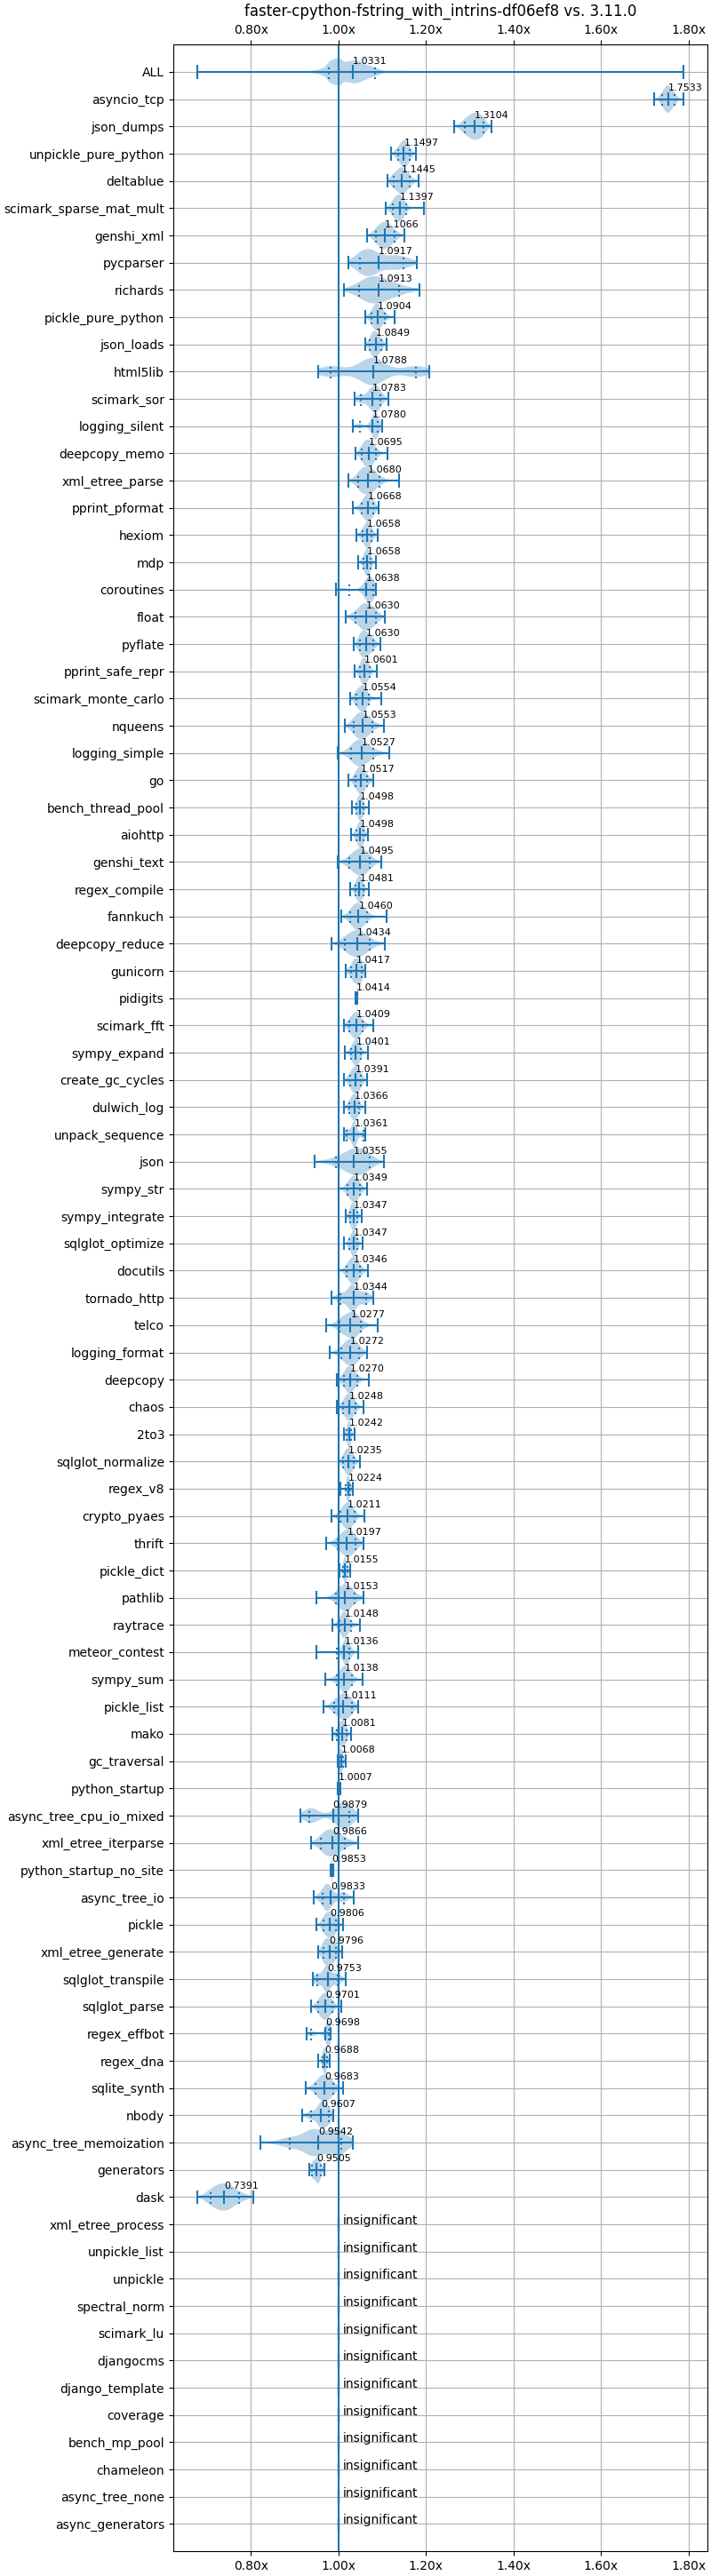 faster-cpython-fstring_with_intrins-df06ef8 vs. 3.11.0
0.80x 1.00x 1.20x 1.40x 1.60x 1.80x
ALL 1.0331
asyncio_tcp 1.7533
json_dumps 1.3104
unpickle_pure_python 1.1497
deltablue 1.1445
scimark_sparse_mat_mult 1.1397
genshi_xml 1.1066
pycparser 1.0917
richards 1.0913
pickle_pure_python 1.0904
json_loads 1.0849
html5lib 1.0788
scimark_sor 1.0783
logging_silent 1.0780
deepcopy_memo 1.0695
xml_etree_parse 1.0680
pprint_pformat 1.0668
hexiom 1.0658
mdp 1.0658
coroutines 1.0638
float 1.0630
pyflate 1.0630
pprint_safe_repr 1.0601
scimark_monte_carlo 1.0554
nqueens 1.0553
logging_simple 1.0527
go 1.0517
bench_thread_pool 1.0498
aiohttp 1.0498
genshi_text 1.0495
regex_compile 1.0481
fannkuch 1.0460
deepcopy_reduce 1.0434
gunicorn 1.0417
pidigits 1.0414
scimark_fft 1.0409
sympy_expand 1.0401
create_gc_cycles 1.0391
dulwich_log 1.0366
unpack_sequence 1.0361
json 1.0355
sympy_str 1.0349
sympy_integrate 1.0347
sqlglot_optimize 1.0347
docutils 1.0346
tornado_http 1.0344
telco 1.0277
logging_format 1.0272
deepcopy 1.0270
chaos 1.0248
2to3 1.0242
sqlglot_normalize 1.0235
regex_v8 1.0224
crypto_pyaes 1.0211
thrift 1.0197
pickle_dict 1.0155
pathlib 1.0153
raytrace 1.0148
meteor_contest 1.0136
sympy_sum 1.0138
pickle_list 1.0111
mako 1.0081
gc_traversal 1.0068
python_startup 1.0007
async_tree_cpu_io_mixed 0.9879
xml_etree_iterparse 0.9866
python_startup_no_site 0.9853
async_tree_io 0.9833
pickle 0.9806
xml_etree_generate 0.9796
sqlglot_transpile 0.9753
sqlglot_parse 0.9701
regex_effbot 0.9698
regex_dna 0.9688
sqlite_synth 0.9683
nbody 0.9607
async_tree_memoization 0.9542
generators 0.9505
dask 0.7391
xml_etree_process insignificant
unpickle_list insignificant
unpickle insignificant
spectral_norm insignificant
scimark_lu insignificant
djangocms insignificant
django_template insignificant
coverage insignificant
bench_mp_pool insignificant
chameleon insignificant
async_tree_none insignificant
async_generators insignificant
0.80x 1.00x 1.20x 1.40x 1.60x 1.80x